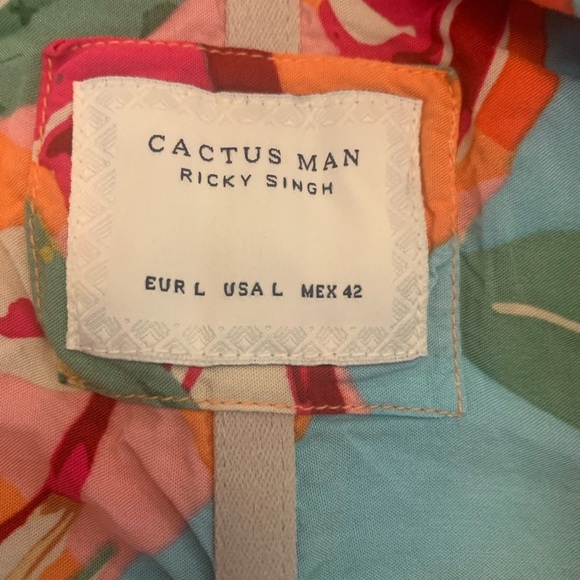 CACTUS MAN
RICKY SINGH
EUR L USA L MEX 42